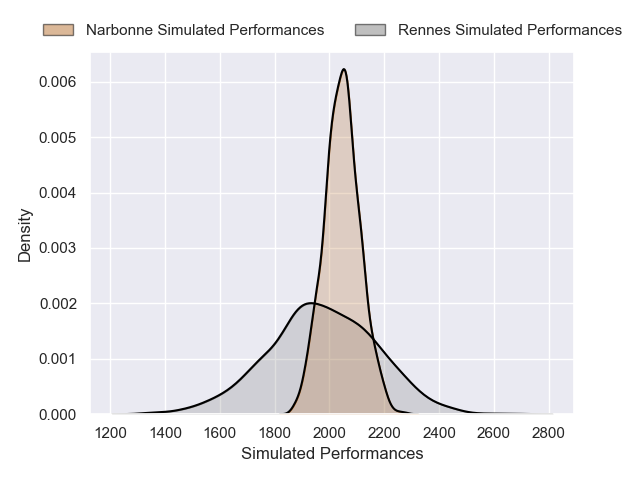 Narbonne Simulated Performances
Rennes Simulated Performances
0.006
0.005
0.004
0.003
0.002
0.001
0.000
Density
1200 1400 1600 1800 2000 2200 2400 2600 2800
Simulated Performances